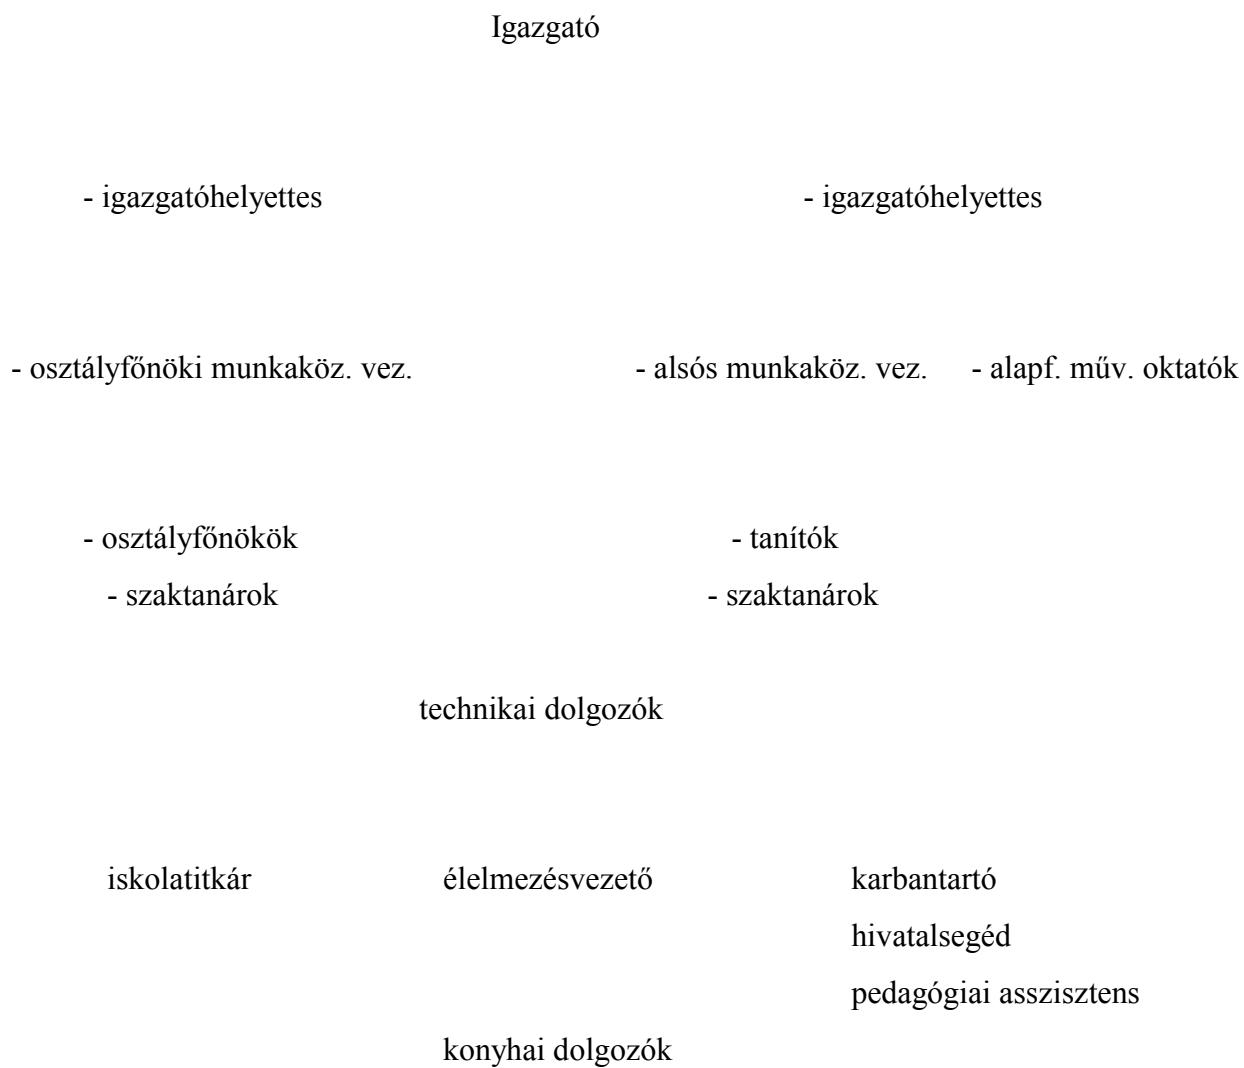 Igazgató
- igazgatóhelyettes - igazgatóhelyettes
- osztályfőnöki munkaköz. vez. - alsós munkaköz. vez. - alapf. műv. oktatók
- osztályfőnökök - tanítók
- szaktanárok - szaktanárok
technikai dolgozók
iskolatitkár élelmezésvezető karbantartó
hivatalsegéd
pedagógiai asszisztens
konyhai dolgozók